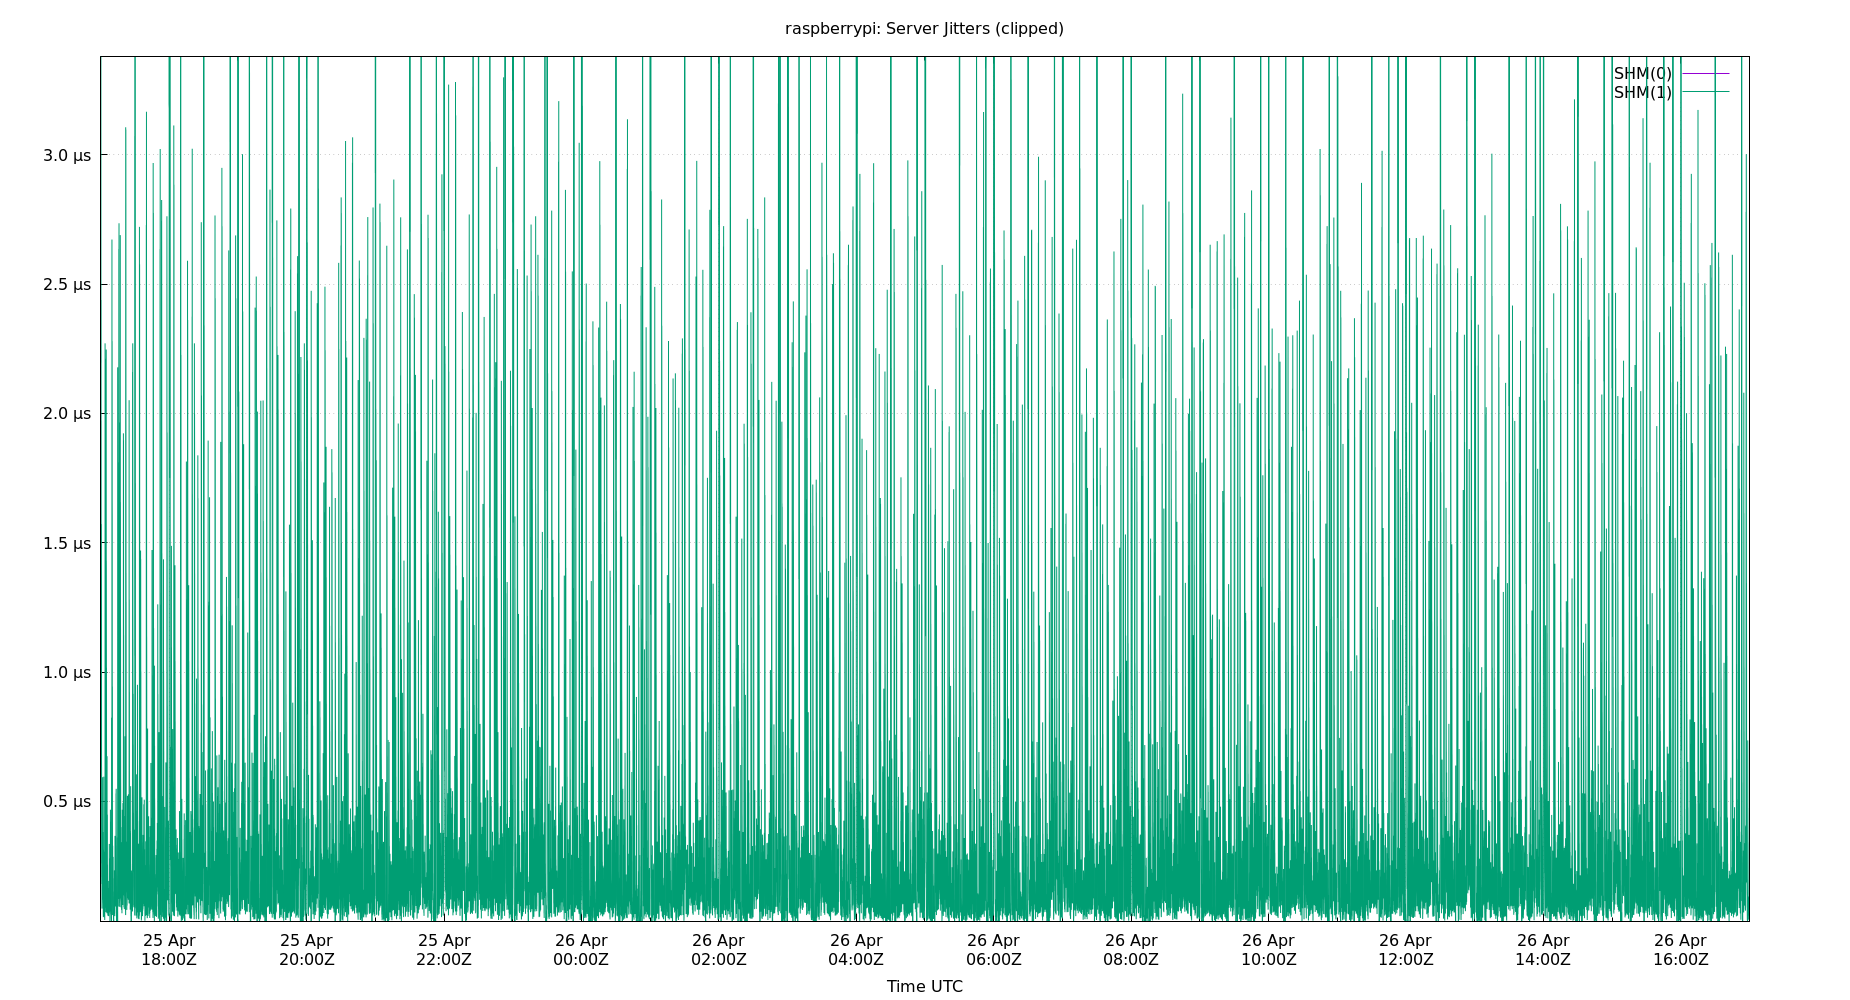 raspberrypi: Server Jitters (clipped)
SHM(0)
SHM(1)
3.0 µs
2.5 µs
2.0 µs
1.5 µs
1.0 µs
0.5 µs
25 Apr 25 Apr 25 Apr 26 Apr 26 Apr 26 Apr 26 Apr 26 Apr 26 Apr 26 Apr 26 Apr 26 Apr
18:00Z 20:00Z 22:00Z 00:00Z 02:00Z 04:00Z 06:00Z 08:00Z 10:00Z 12:00Z 14:00Z 16:00Z
Time UTC